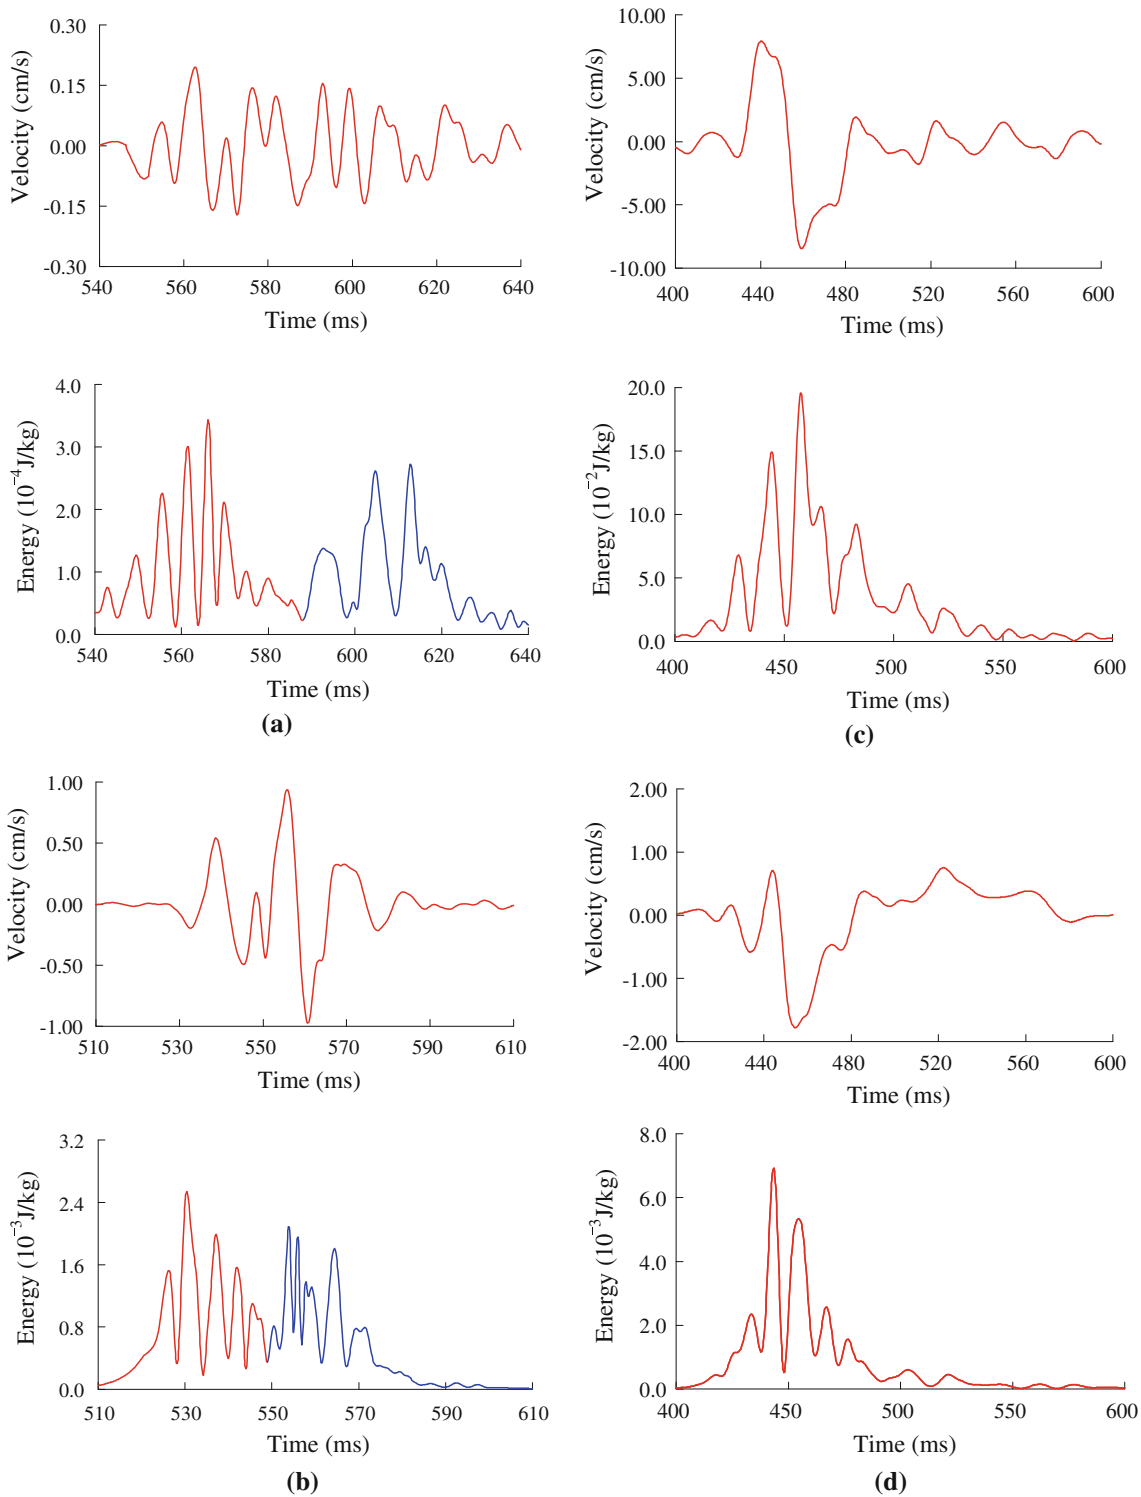 0.30
0.15
0.00
-0.15
-0.30
Velocity (cm/s)
540 560 580 600 620 640
Time (ms)
10.00
5.00
0.00
-5.00
-10.00
Velocity (cm/s)
400 440 480 520 560 600
Time (ms)
4.0
3.0
2.0
1.0
0.0
Energy (10⁻⁴J/kg)
540 560 580 600 620 640
Time (ms)
(a)
20.0
15.0
10.0
5.0
0.0
Energy (10⁻²J/kg)
400 450 500 550 600
Time (ms)
(c)
1.00
0.50
0.00
-0.50
-1.00
Velocity (cm/s)
510 530 550 570 590 610
Time (ms)
2.00
1.00
0.00
-1.00
-2.00
Velocity (cm/s)
400 440 480 520 560 600
Time (ms)
3.2
2.4
1.6
0.8
0.0
Energy (10⁻³J/kg)
510 530 550 570 590 610
Time (ms)
(b)
8.0
6.0
4.0
2.0
0.0
Energy (10⁻³J/kg)
400 450 500 550 600
Time (ms)
(d)